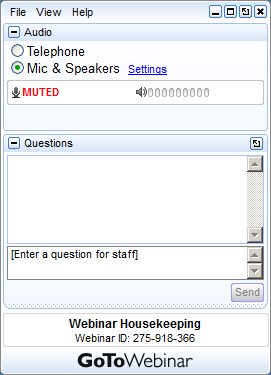 File View Help
Audio
Telephone
Mic & Speakers Settings
MUTED
Questions
[Enter a question for staff]
Send
Webinar Housekeeping
Webinar ID: 275-918-366
GoToWebinar